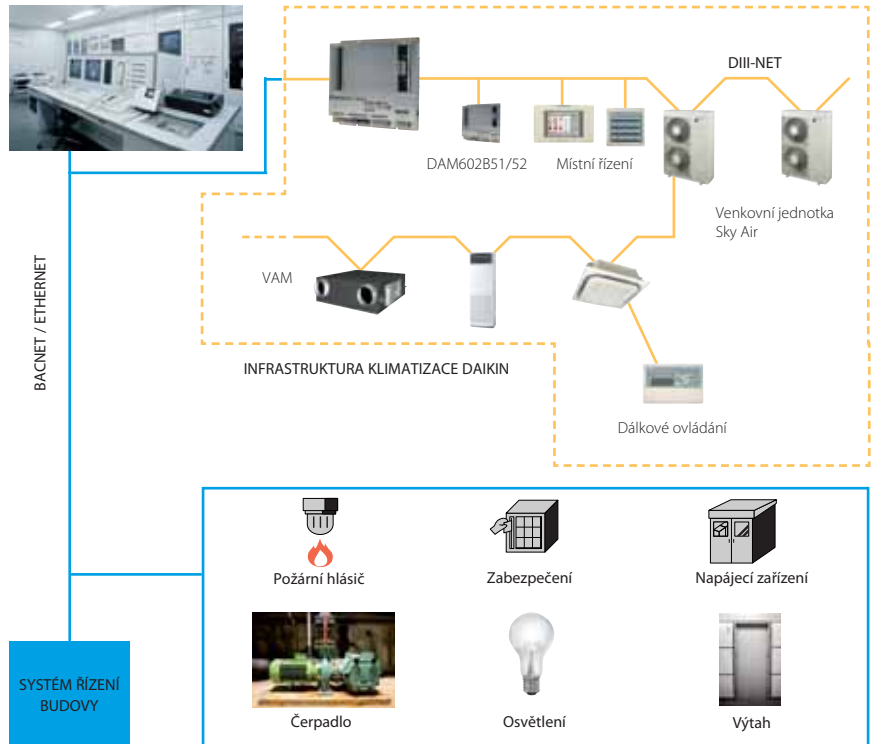 DIII-NET
DAM602B51/52
Místní řízení
Venkovní jednotka
Sky Air
VAM
BACNET / ETHERNET
INFRASTRUKTURA KLIMATIZACE DAIKIN
Dálkové ovládání
Požární hlásič
Zabezpečení
Napájecí zařízení
SYSTÉM ŘÍZENÍ
BUDOVY
Čerpadlo
Osvětlení
Výtah